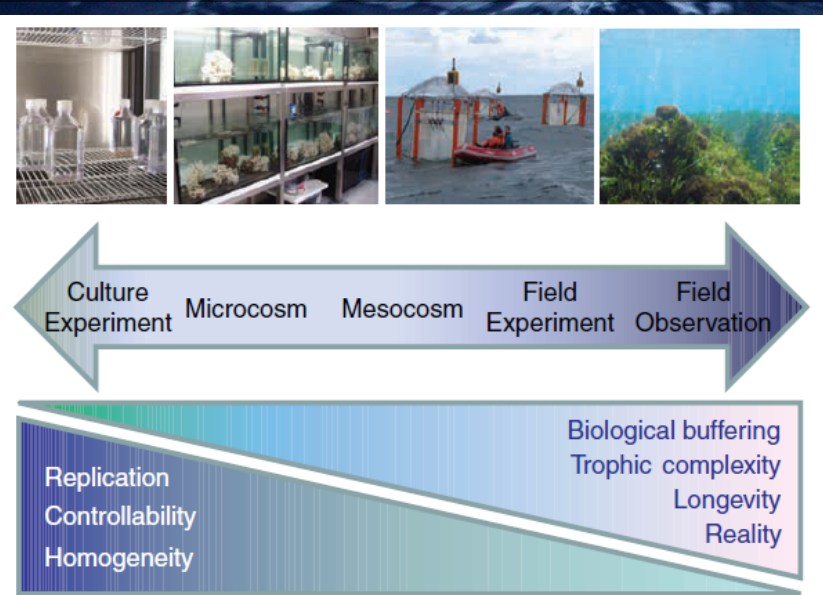 Culture
Experiment
Microcosm
Mesocosm
Field
Experiment
Field
Observation
Biological buffering
Trophic complexity
Longevity
Reality
Replication
Controllability
Homogeneity